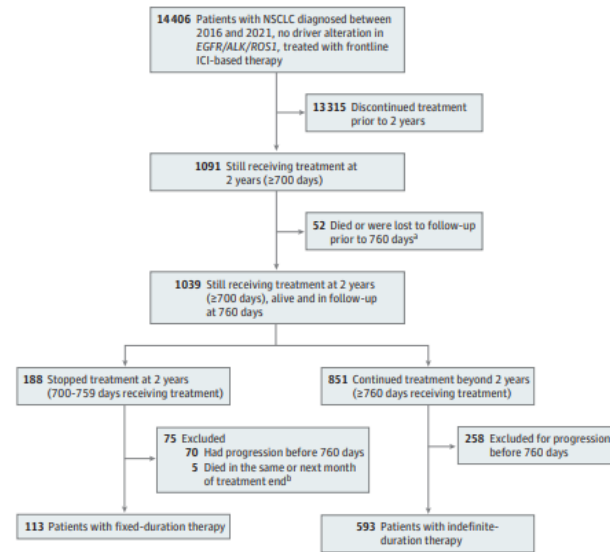 14 406 Patients with NSCLC diagnosed between
2016 and 2021, no driver alteration in
EGFR/ALK/ROS1, treated with frontline
ICI-based therapy
13 315 Discontinued treatment
prior to 2 years
1091 Still receiving treatment at
2 years (≥700 days)
52 Died or were lost to follow-up
prior to 760 daysᵃ
1039 Still receiving treatment at 2 years
(≥700 days), alive and in follow-up
at 760 days
188 Stopped treatment at 2 years
(700-759 days receiving treatment)
851 Continued treatment beyond 2 years
(≥760 days receiving treatment)
75 Excluded
70 Had progression before 760 days
5 Died in the same or next month
of treatment endᵇ
258 Excluded for progression
before 760 days
113 Patients with fixed-duration therapy
593 Patients with indefinite-
duration therapy